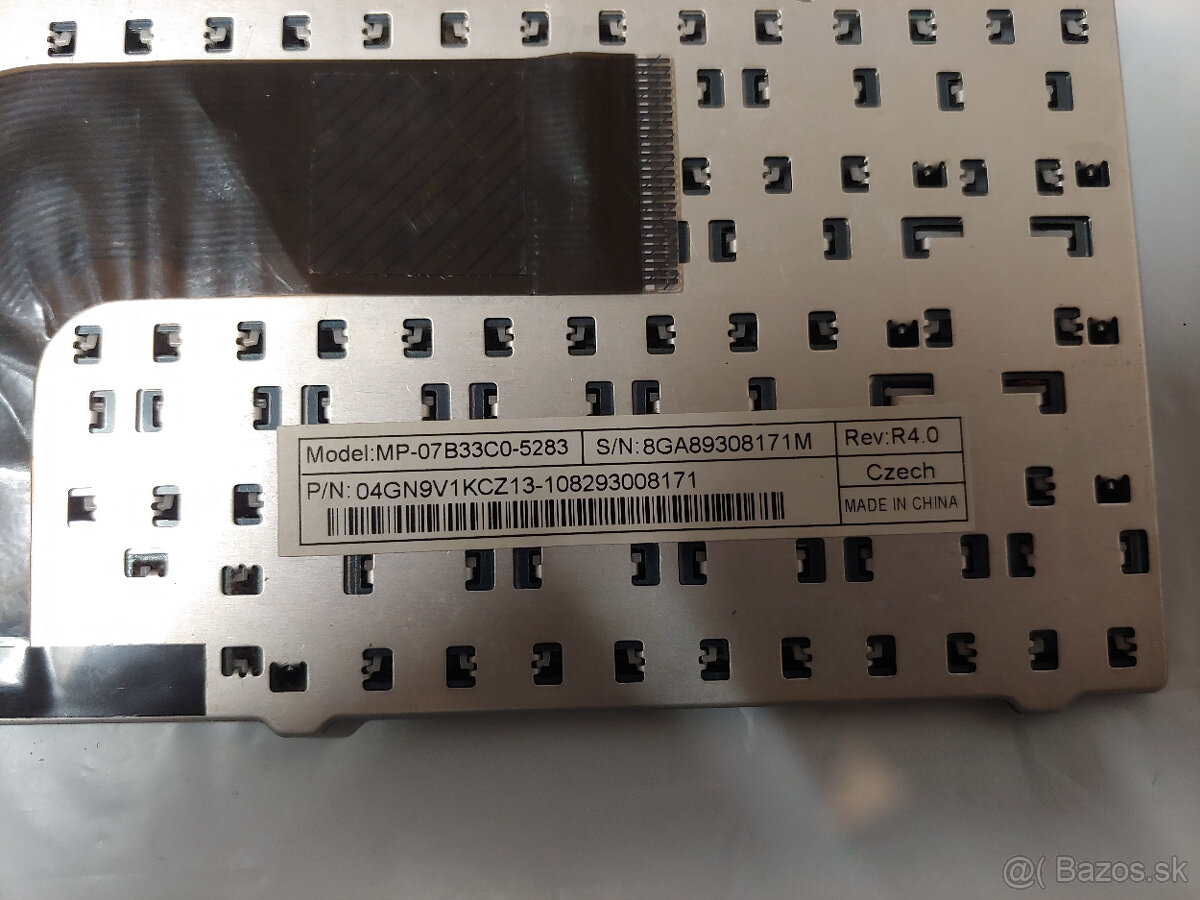 Model:MP-07B33C0-5283
S/N:8GA89308171M
Rev:R4.0
P/N:04GN9V1KCZ13-108293008171
Czech
MADE IN CHINA
@( Bazos.sk